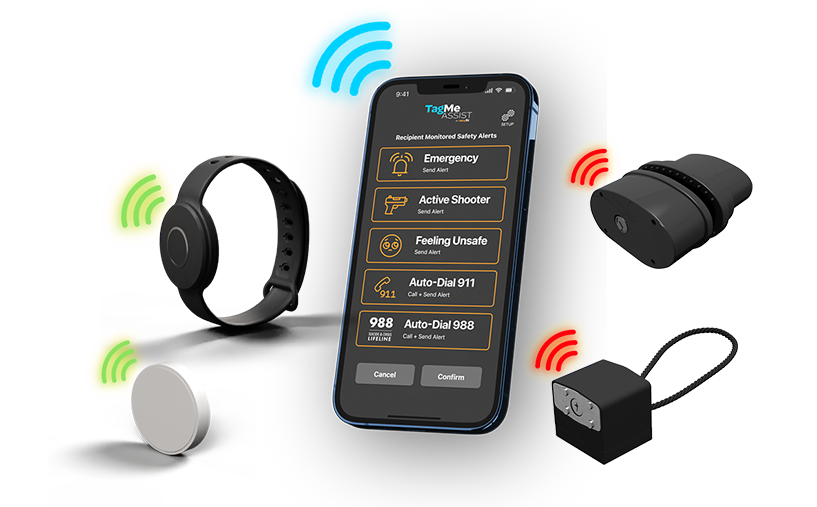 9:41
TagMe
ASSIST
SETUP
Recipient Monitored Safety Alerts
Emergency
Send Alert
Active Shooter
Send Alert
Feeling Unsafe
Send Alert
911
Auto-Dial 911
Call + Send Alert
988
SUICIDE & CRISIS
LIFELINE
Auto-Dial 988
Call + Send Alert
Cancel
Confirm